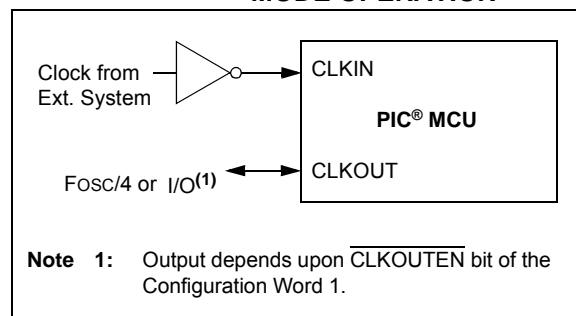 MODE OPERATION
Clock from
Ext. System
CLKIN
PIC® MCU
FOSC/4 or I/O(1)
CLKOUT
Note 1: Output depends upon CLKOUTEN bit of the
Configuration Word 1.